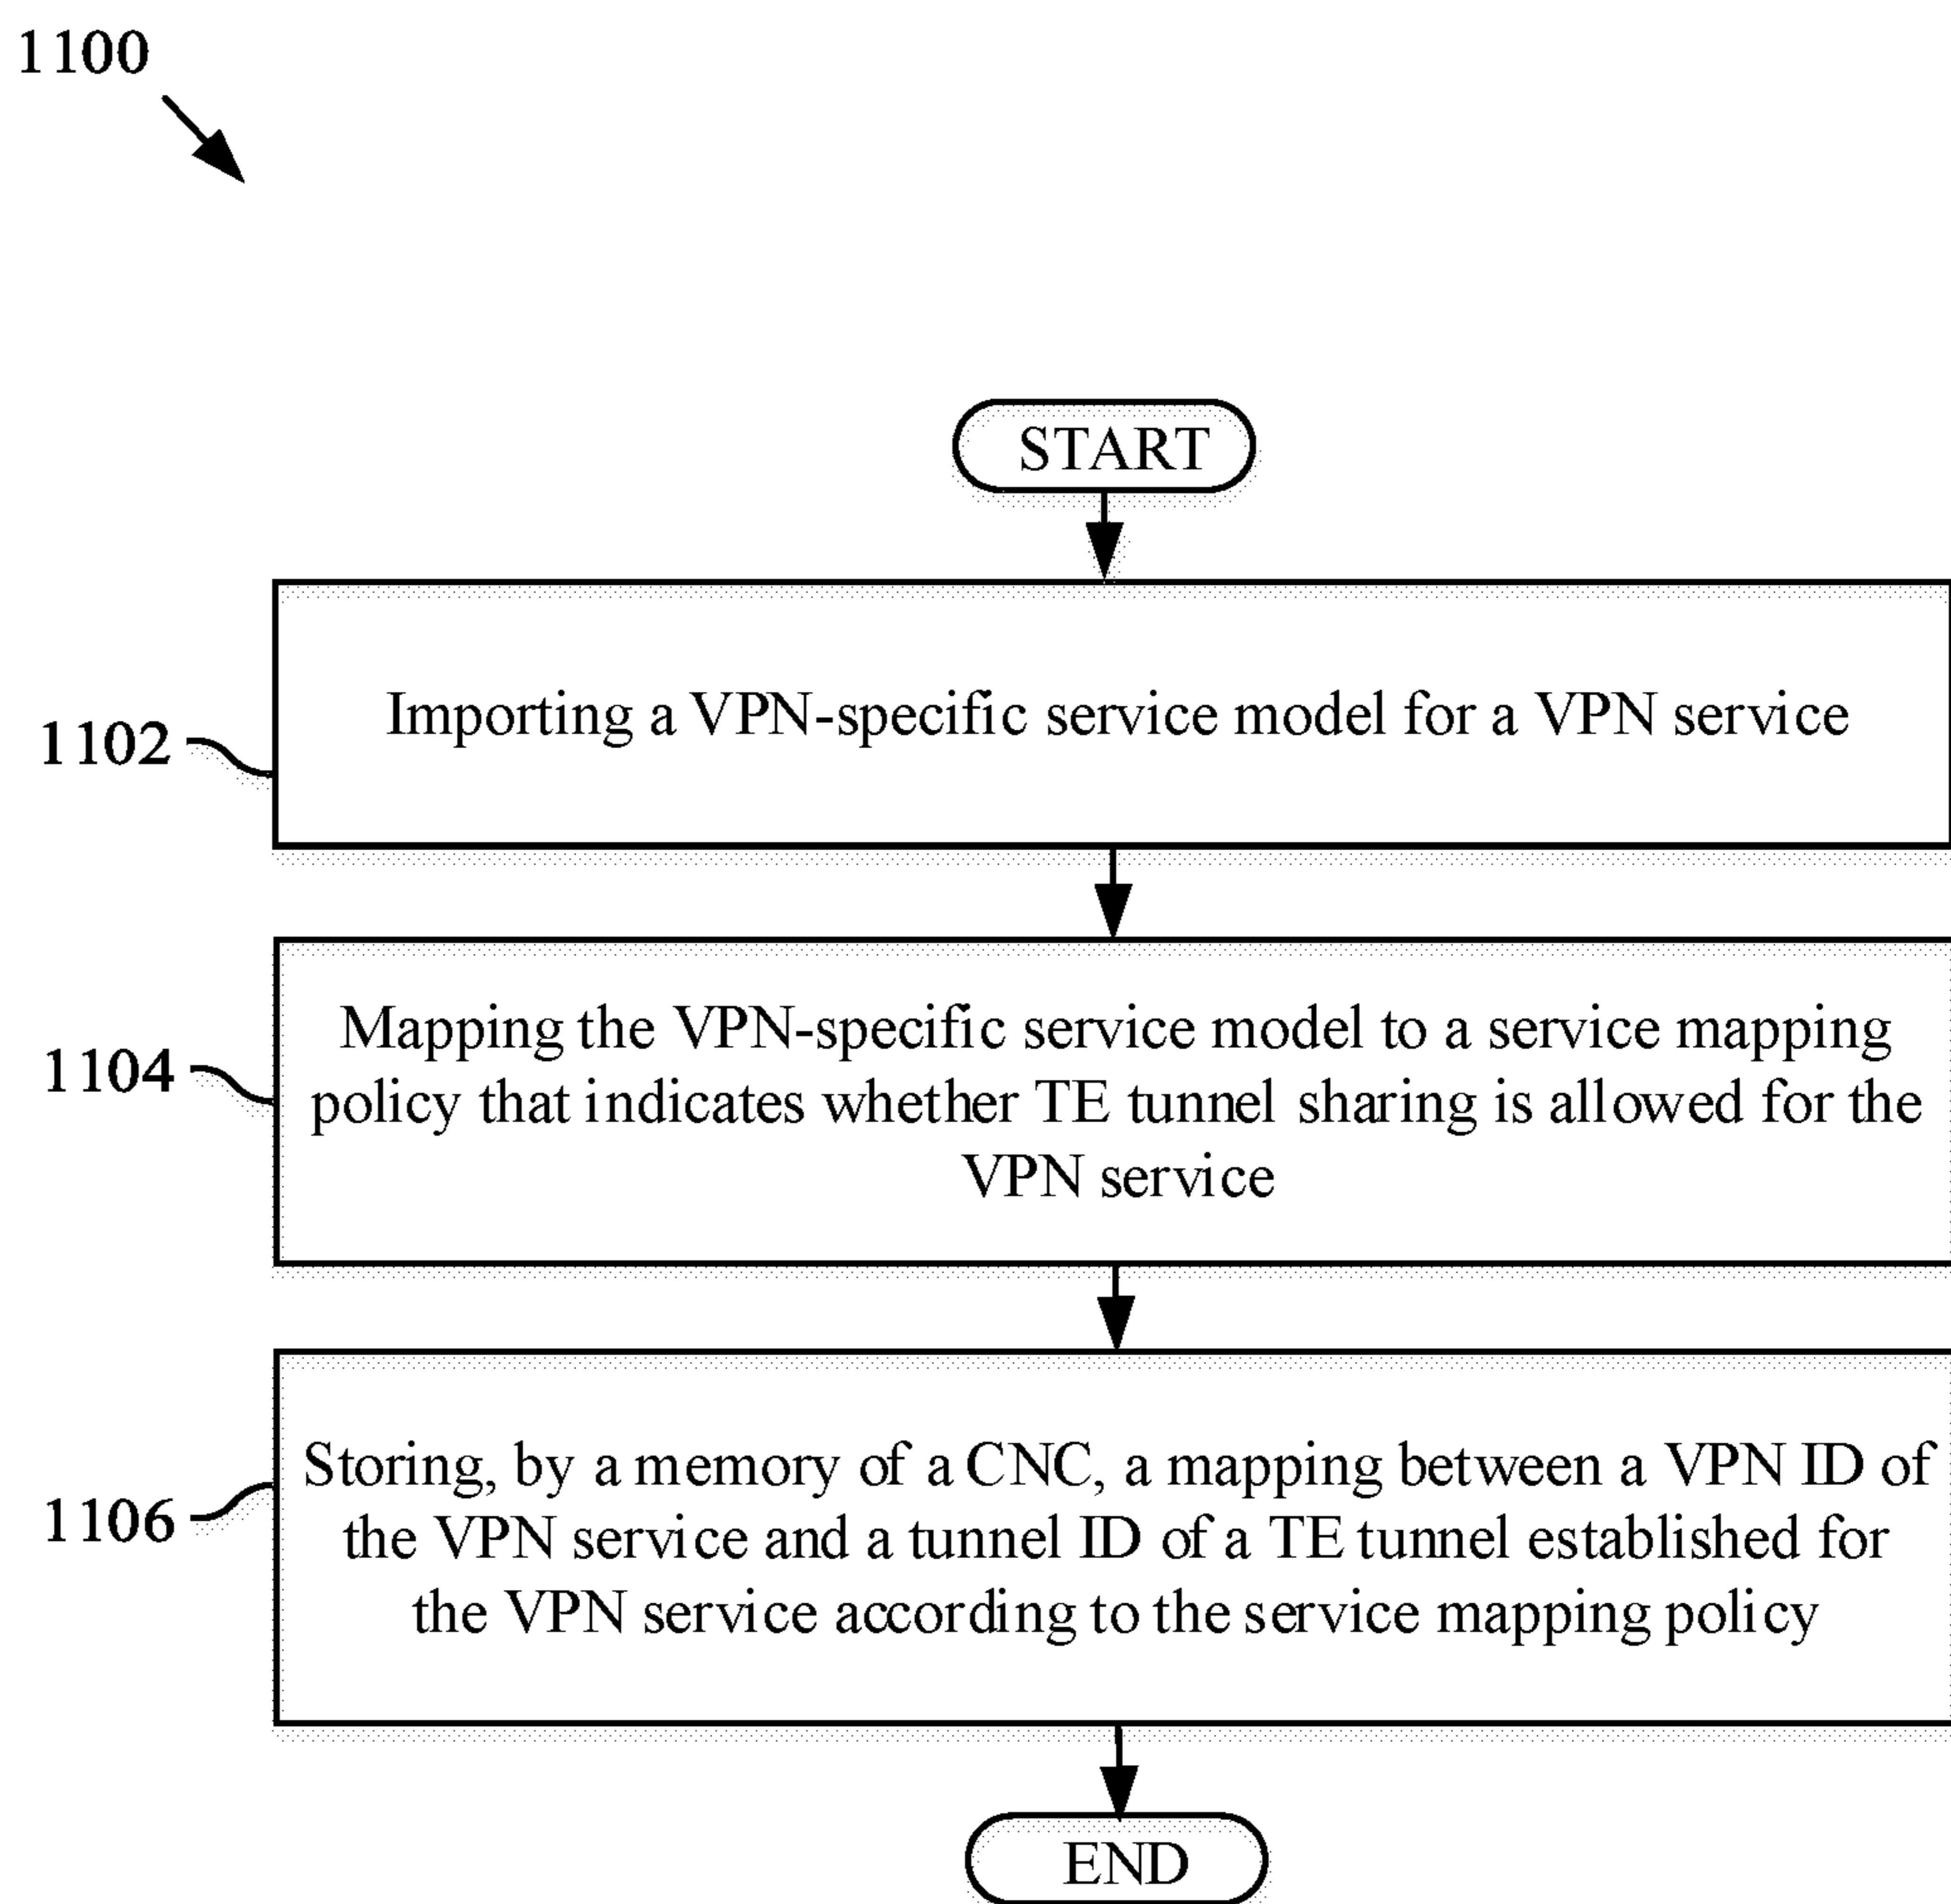 1100
START
1102
Importing a VPN-specific service model for a VPN service
1104
Mapping the VPN-specific service model to a service mapping
policy that indicates whether TE tunnel sharing is allowed for the
VPN service
1106
Storing, by a memory of a CNC, a mapping between a VPN ID of
the VPN service and a tunnel ID of a TE tunnel established for
the VPN service according to the service mapping policy
END